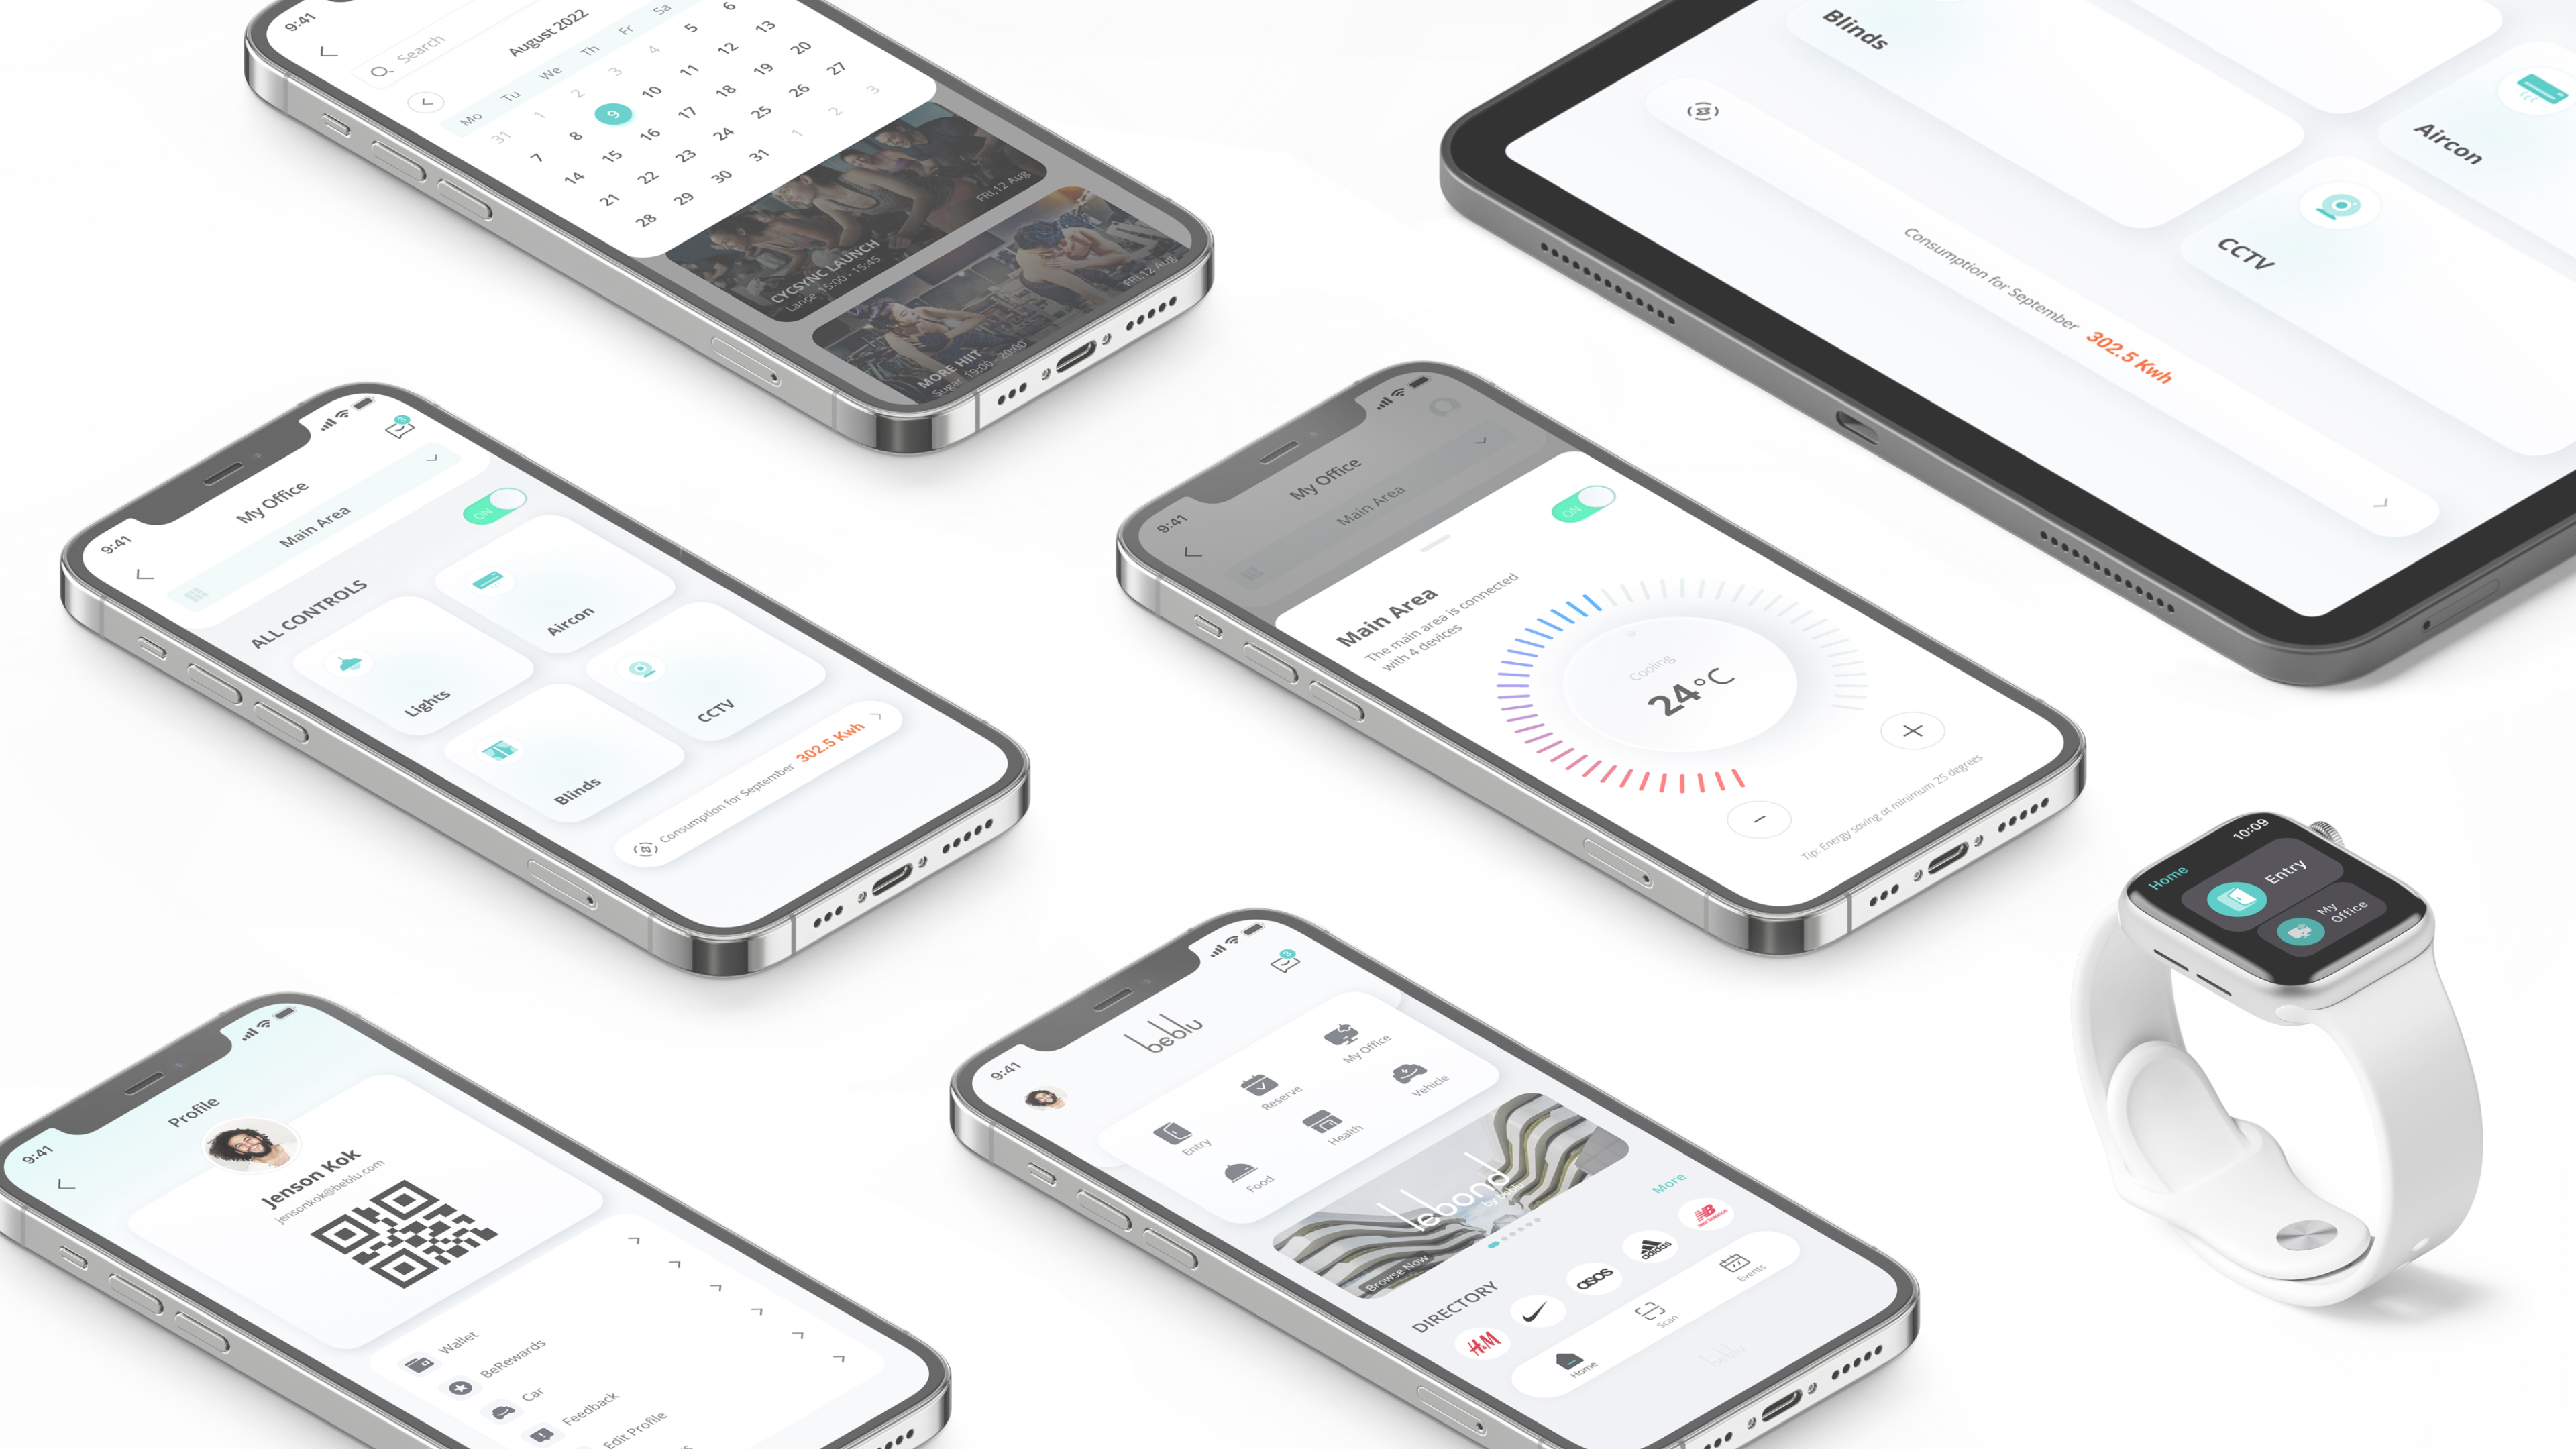 9:41
Search
August 2022
Mo Tu We Th Fr Sa
31 1 2 3 4 5 6
7 8 9 10 11 12 13
14 15 16 17 18 19 20
21 22 23 24 25 26 27
28 29 30 31 1 2 3
FRI,12 Aug
CYCSYNC LAUNCH
Lance 15:00 - 15:45
FRI,12 Aug
MORE HIIT
Sugar 19:00 - 20:00
Blinds
Aircon
CCTV
Consumption for September 302.5 Kwh
9:41
3
My Office
Main Area
ALL CONTROLS
ON
Lights
Aircon
Blinds
CCTV
Consumption for September 302.5 Kwh
9:41
My Office
Main Area
Main Area
ON
The main area is connected
with 4 devices
Cooling
24°C
+
−
Tip: Energy saving at minimum 25 degrees
10:09
Home
Entry
My
Office
9:41
Profile
Jenson Kok
jensonkok@beblu.com
Wallet
BeRewards
Car
Feedback
Edit Profile
9:41
beblu
3
Entry
Reserve
My Office
Food
Health
Vehicle
lebond
Browse Now
DIRECTORY
More
H&M
asos
adidas
NB
new balance
Home
Scan
Events
beblu